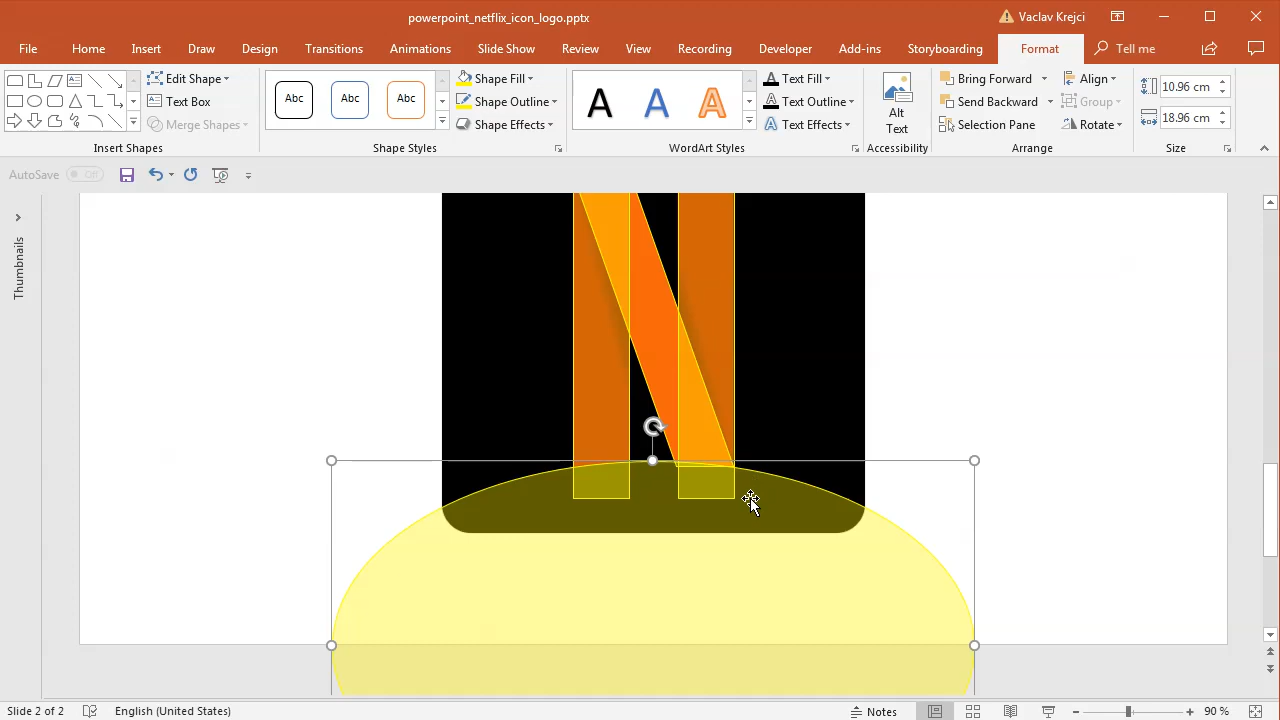 powerpoint_netflix_icon_logo.pptx
Vaclav Krejci
File Home Insert Draw Design Transitions Animations Slide Show Review View Recording Developer Add-ins Storyboarding Format Tell me
Edit Shape
Text Box
Merge Shapes
Insert Shapes
Abc Abc Abc
Shape Fill
Shape Outline
Shape Effects
Shape Styles
A A A
Text Fill
Text Outline
Text Effects
WordArt Styles
Alt
Text
Accessibility
Bring Forward
Send Backward
Selection Pane
Align
Group
Rotate
Arrange
10.96 cm
18.96 cm
Size
AutoSave Off
Thumbnails
Slide 2 of 2 English (United States) Notes 90 %